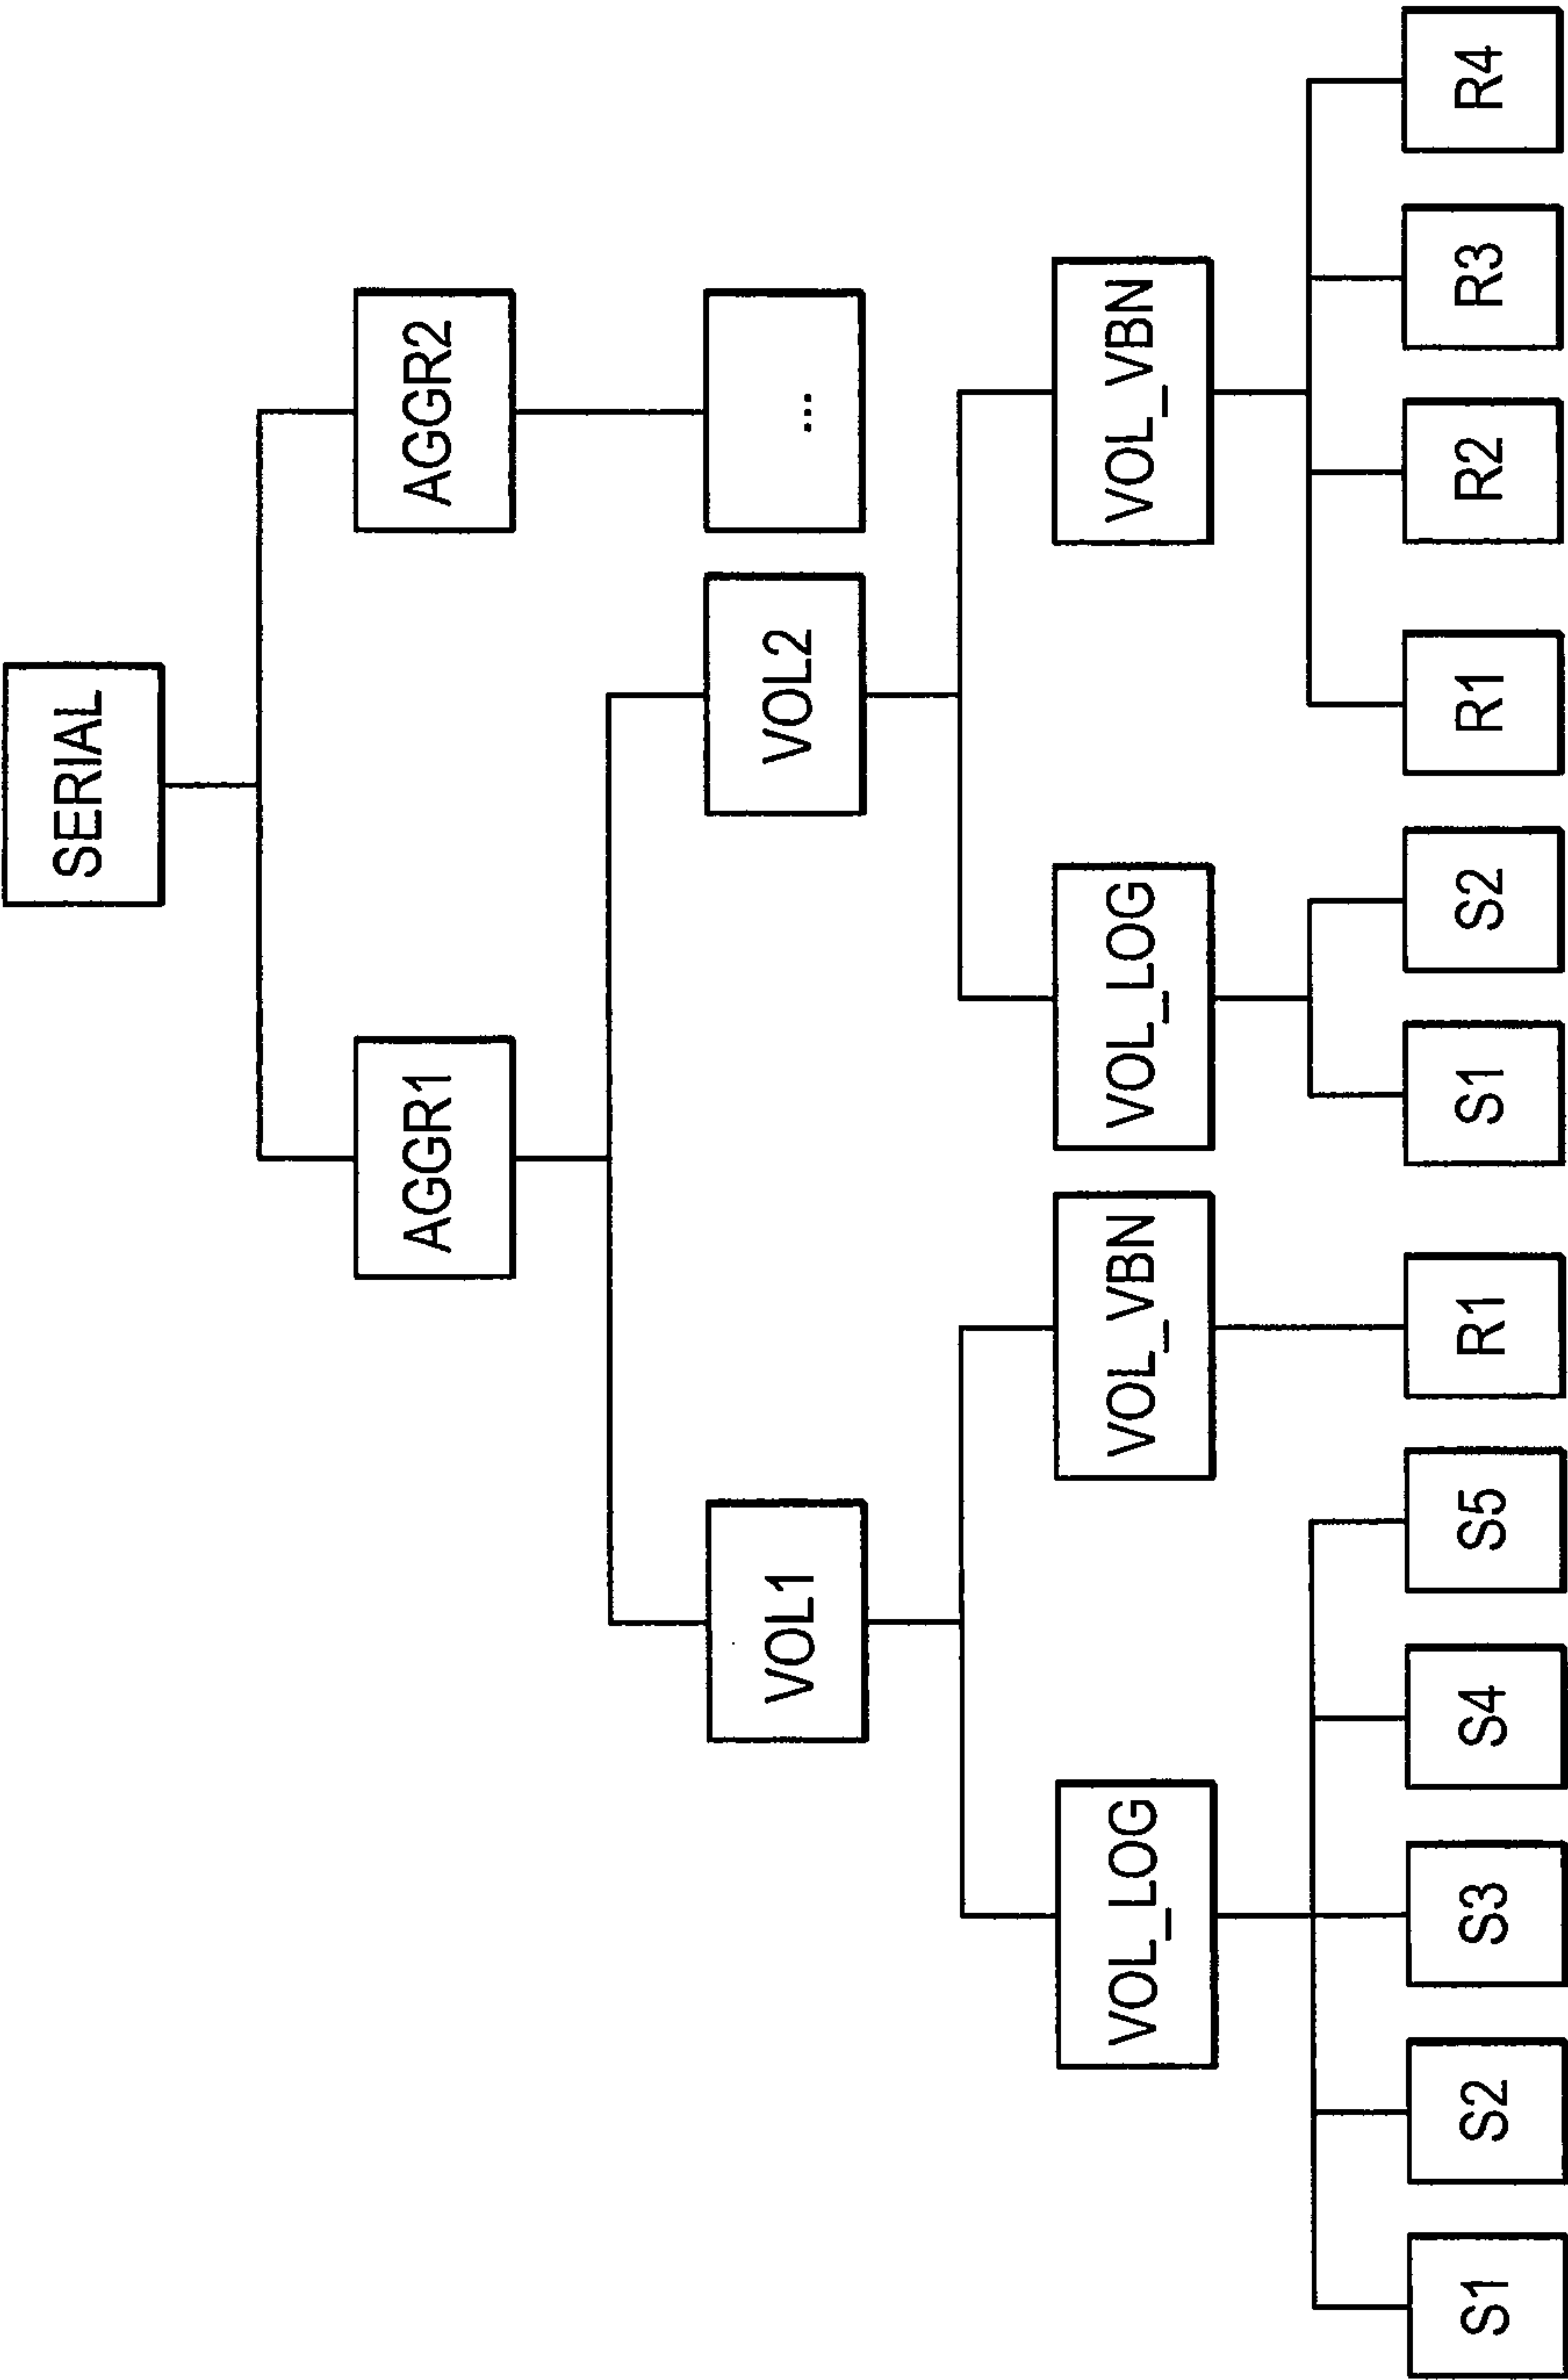 SERIAL
AGGR1
AGGR2
VOL1
VOL2
...
VOL_LOG
VOL_VBN
VOL_LOG
VOL_VBN
S1
S2
S3
S4
S5
R1
S1
S2
R1
R2
R3
R4